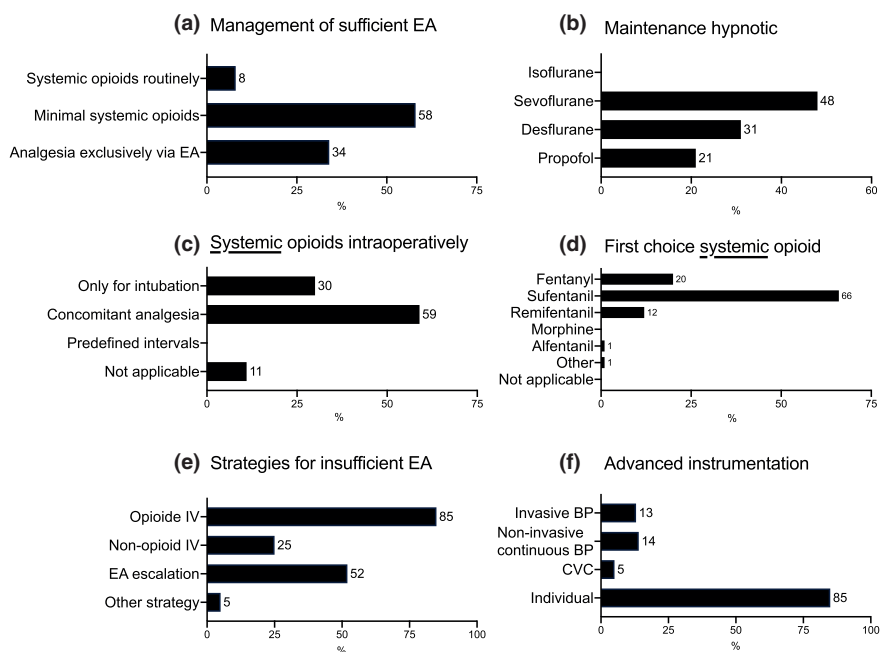 (a) Management of sufficient EA
Systemic opioids routinely
8
Minimal systemic opioids
58
Analgesia exclusively via EA
34
0 25 50 75
%
(b) Maintenance hypnotic
Isoflurane
Sevoflurane
48
Desflurane
31
Propofol
21
0 20 40 60
%
(c) Systemic opioids intraoperatively
Only for intubation
30
Concomitant analgesia
59
Predefined intervals
Not applicable
11
0 25 50 75
%
(d) First choice systemic opioid
Fentanyl
20
Sufentanil
66
Remifentanil
12
Morphine
Alfentanil
1
Other
1
Not applicable
0 25 50 75
%
(e) Strategies for insufficient EA
Opioide IV
85
Non-opioid IV
25
EA escalation
52
Other strategy
5
0 25 50 75 100
%
(f) Advanced instrumentation
Invasive BP
13
Non-invasive
continuous BP
14
CVC
5
Individual
85
0 25 50 75 100
%